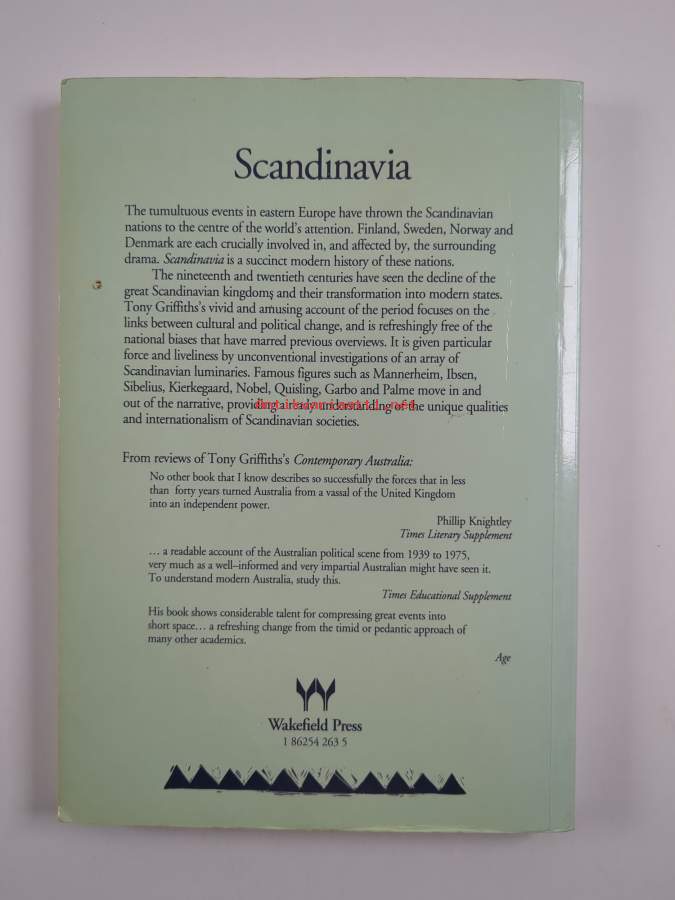 Scandinavia
The tumultuous events in eastern Europe have thrown the Scandinavian
nations to the centre of the world's attention. Finland, Sweden, Norway and
Denmark are each crucially involved in, and affected by, the surrounding
drama. Scandinavia is a succinct modern history of these nations.
The nineteenth and twentieth centuries have seen the decline of the
great Scandinavian kingdoms and their transformation into modern states.
Tony Griffiths's vivid and amusing account of the period focuses on the
links between cultural and political change, and is refreshingly free of the
national biases that have marred previous overviews. It is given particular
force and liveliness by unconventional investigations of an array of
Scandinavian luminaries. Famous figures such as Mannerheim, Ibsen,
Sibelius, Kierkegaard, Nobel, Quisling, Garbo and Palme move in and
out of the narrative, providing a ready understanding of the unique qualities
and internationalism of Scandinavian societies.
From reviews of Tony Griffiths's Contemporary Australia:
No other book that I know describes so successfully the forces that in less
than forty years turned Australia from a vassal of the United Kingdom
into an independent power.
Phillip Knightley
Times Literary Supplement
... a readable account of the Australian political scene from 1939 to 1975,
very much as a well–informed and very impartial Australian might have seen it.
To understand modern Australia, study this.
Times Educational Supplement
His book shows considerable talent for compressing great events into
short space... a refreshing change from the timid or pedantic approach of
many other academics.
Age
Wakefield Press
1 86254 263 5